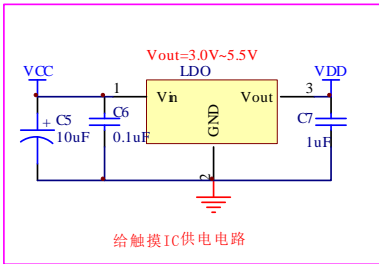 Vout=3.0V~5.5V
VCC
LDO
VDD
1
3
Vin
Vout
GND
C5
10uF
C6
0.1uF
C7
1uF
2
给触摸IC供电电路